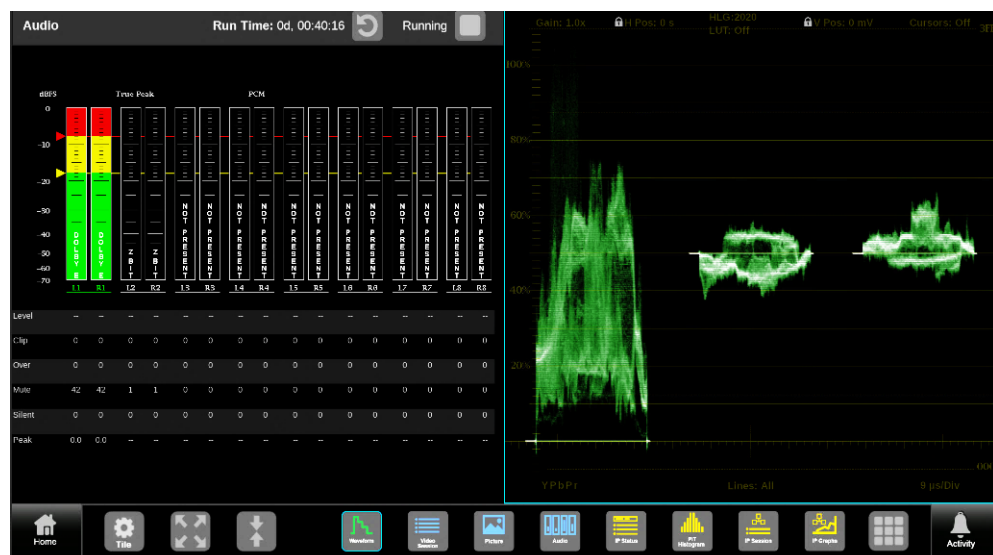 Audio
Run Time: 0d, 00:40:16
Running
dBFS
True Peak
PCM
0
-10
-20
-30
-40
-50
-60
-70
DOLBY E
DOLBY E
Z BIT
Z BIT
NOT PRESENT
NOT PRESENT
NOT PRESENT
NOT PRESENT
NOT PRESENT
NOT PRESENT
NOT PRESENT
NOT PRESENT
NOT PRESENT
NOT PRESENT
NOT PRESENT
NOT PRESENT
L1 R1 L2 R2 L3 R3 L4 R4 L5 R5 L6 R6 L7 R7 L8 R8
Level -- -- -- -- -- -- -- -- -- -- -- -- -- -- -- --
Clip 0 0 0 0 0 0 0 0 0 0 0 0 0 0 0 0
Over 0 0 0 0 0 0 0 0 0 0 0 0 0 0 0 0
Mute 42 42 1 1 0 0 0 0 0 0 0 0 0 0 0 0
Silent 0 0 0 0 0 0 0 0 0 0 0 0 0 0 0 0
Peak 0.0 0.0 -- -- -- -- -- -- -- -- -- -- -- -- -- --
Gain: 1.0x
H Pos: 0 s
HLG:2020
LUT: Off
V Pos: 0 mV
Cursors: Off
100%
80%
60%
40%
20%
YPbPr
Lines: All
9 µs/Div
Home
Tile
Waveform
Video Session
Picture
Audio
IP Status
PIT Histogram
IP Session
IP Graphs
Activity